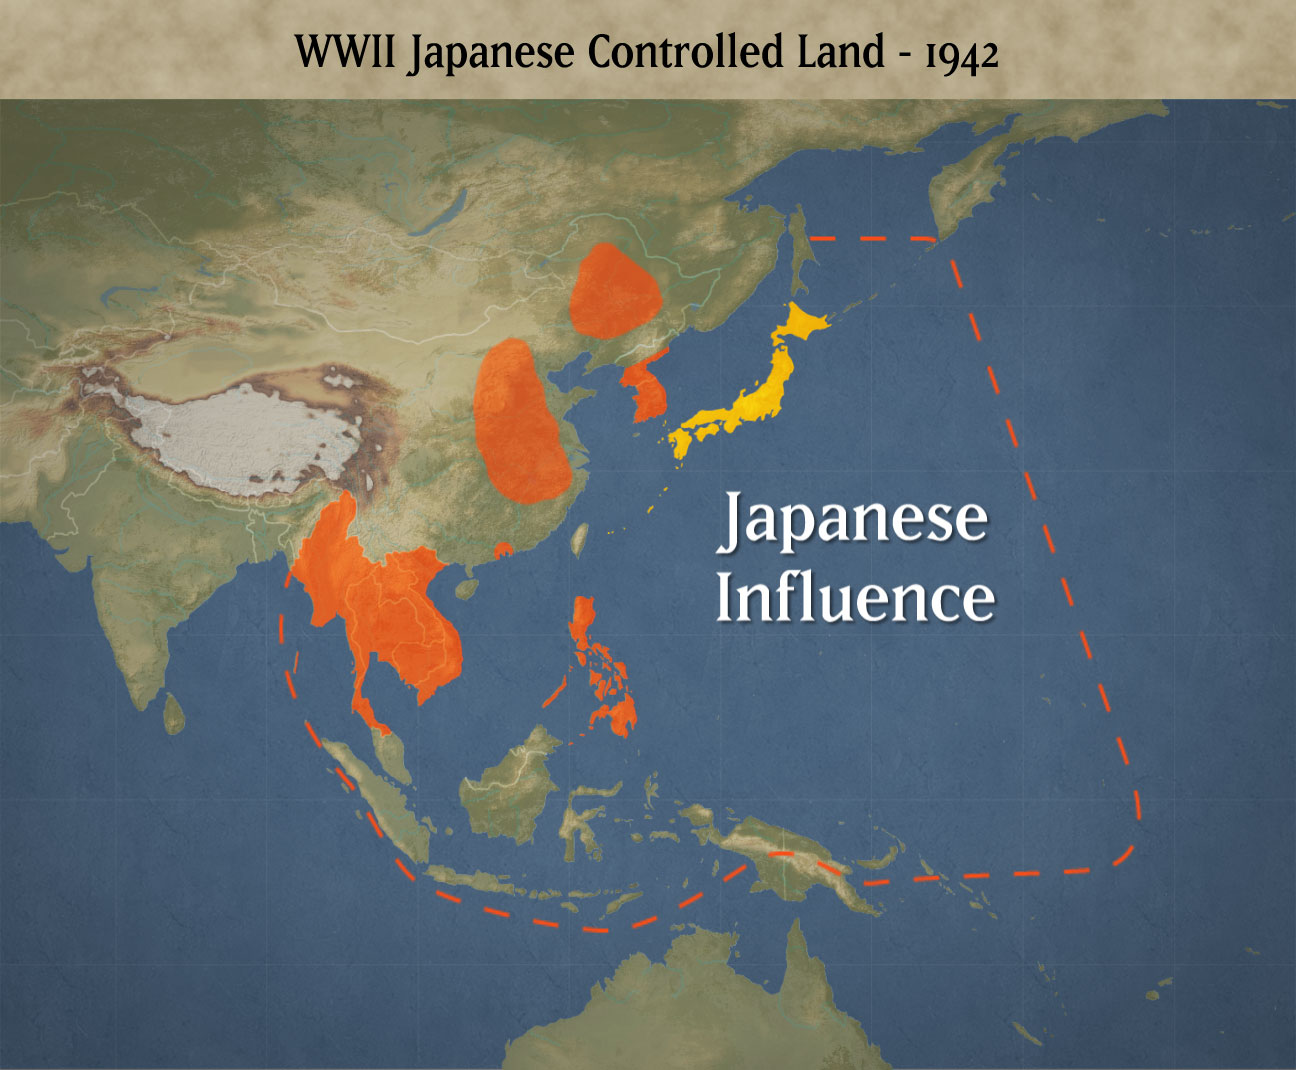 WWII Japanese Controlled Land - 1942
Japanese
Influence